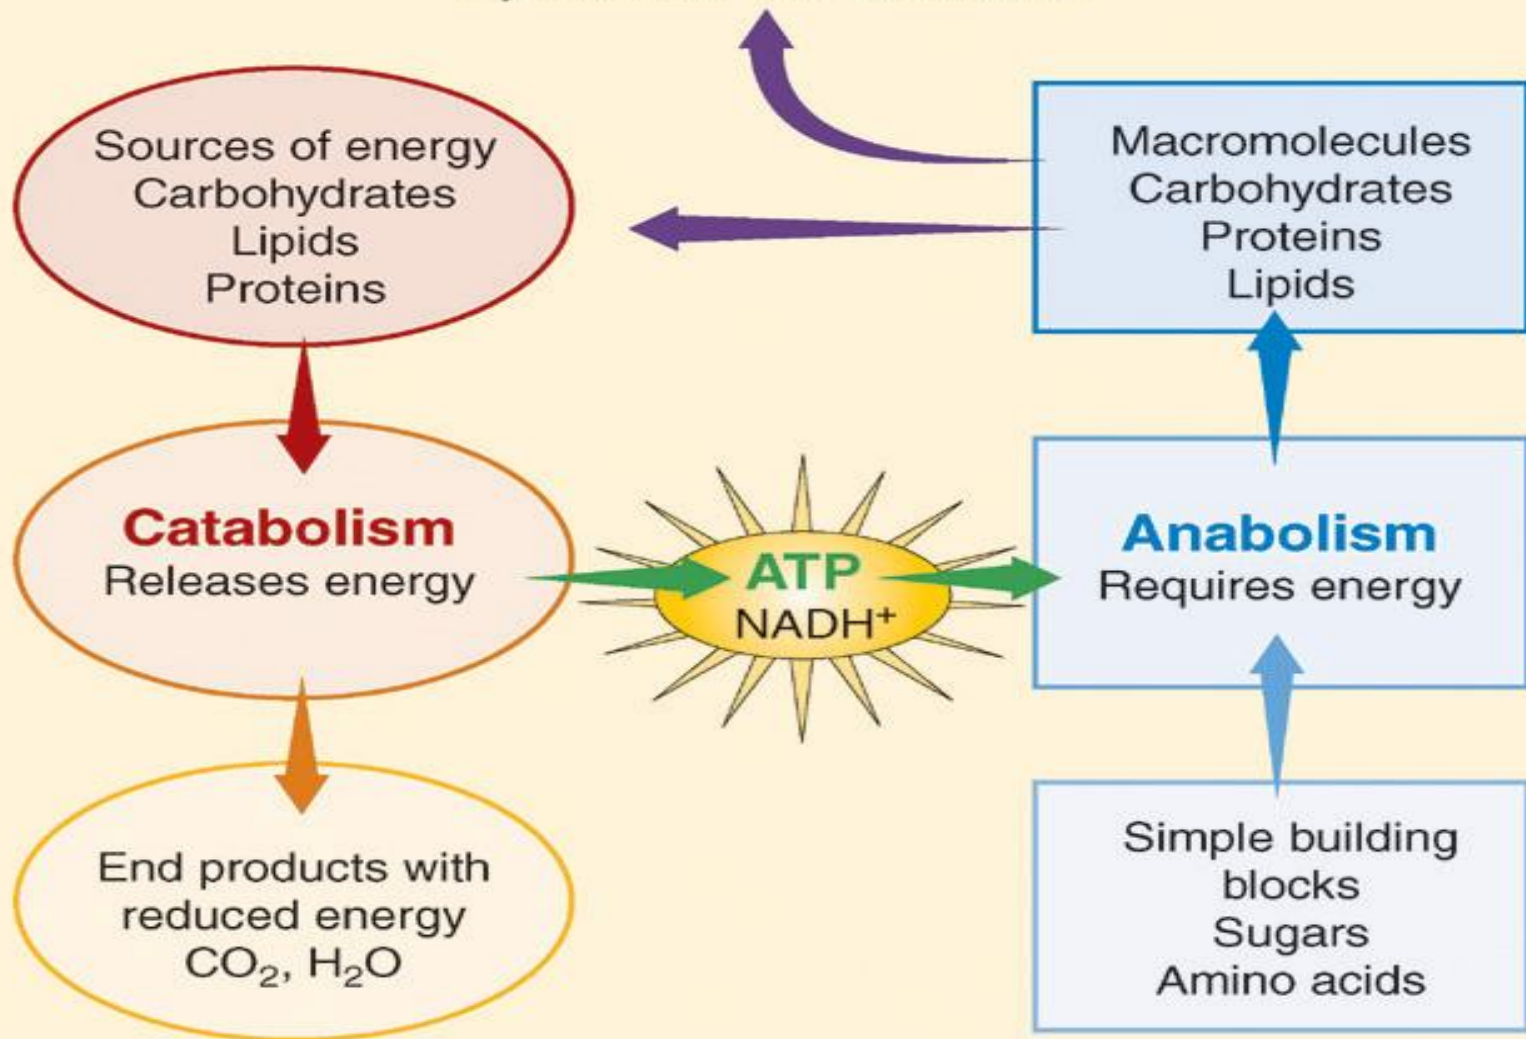 Sources of energy
Carbohydrates
Lipids
Proteins
Macromolecules
Carbohydrates
Proteins
Lipids
Catabolism
Releases energy
ATP
NADH⁺
Anabolism
Requires energy
End products with
reduced energy
CO₂, H₂O
Simple building
blocks
Sugars
Amino acids